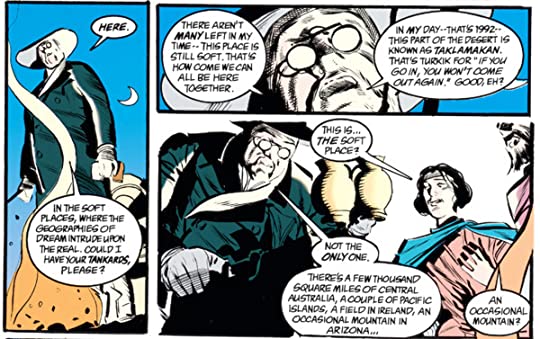 HERE.
IN THE SOFT
PLACES, WHERE THE
GEOGRAPHIES OF
DREAM INTRUDE UPON
THE REAL. COULD I
HAVE YOUR TANKARDS,
PLEASE?
THERE AREN'T
MANY LEFT IN MY
TIME-- THIS PLACE IS
STILL SOFT. THAT'S
HOW COME WE CAN
ALL BE HERE
TOGETHER.
IN MY DAY--THAT'S 1992--
THIS PART OF THE DESERT IS
KNOWN AS TAKLAMAKAN.
THAT'S TURKIK FOR "IF YOU
GO IN, YOU WON'T COME
OUT AGAIN." GOOD, EH?
THIS IS...
THE SOFT
PLACE?
NOT THE
ONLY ONE.
THERE'S A FEW THOUSAND
SQUARE MILES OF CENTRAL
AUSTRALIA, A COUPLE OF PACIFIC
ISLANDS, A FIELD IN IRELAND, AN
OCCASIONAL MOUNTAIN IN
ARIZONA...
AN
OCCASIONAL
MOUNTAIN?